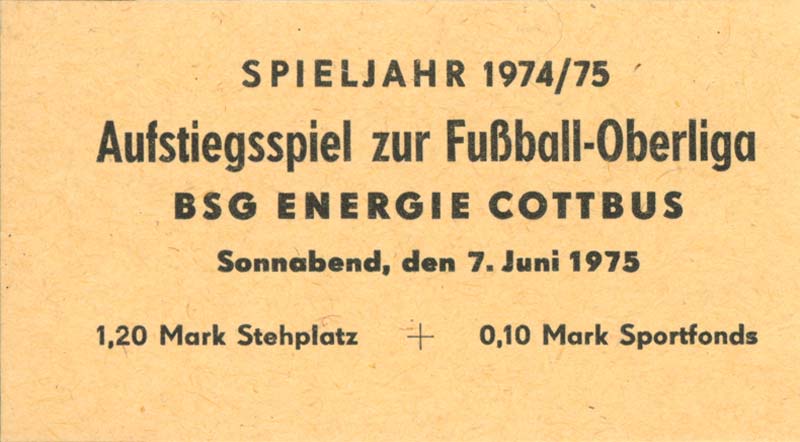 SPIELJAHR 1974/75
Aufstiegsspiel zur Fußball-Oberliga
BSG ENERGIE COTTBUS
Sonnabend, den 7. Juni 1975
1,20 Mark Stehplatz + 0,10 Mark Sportfonds